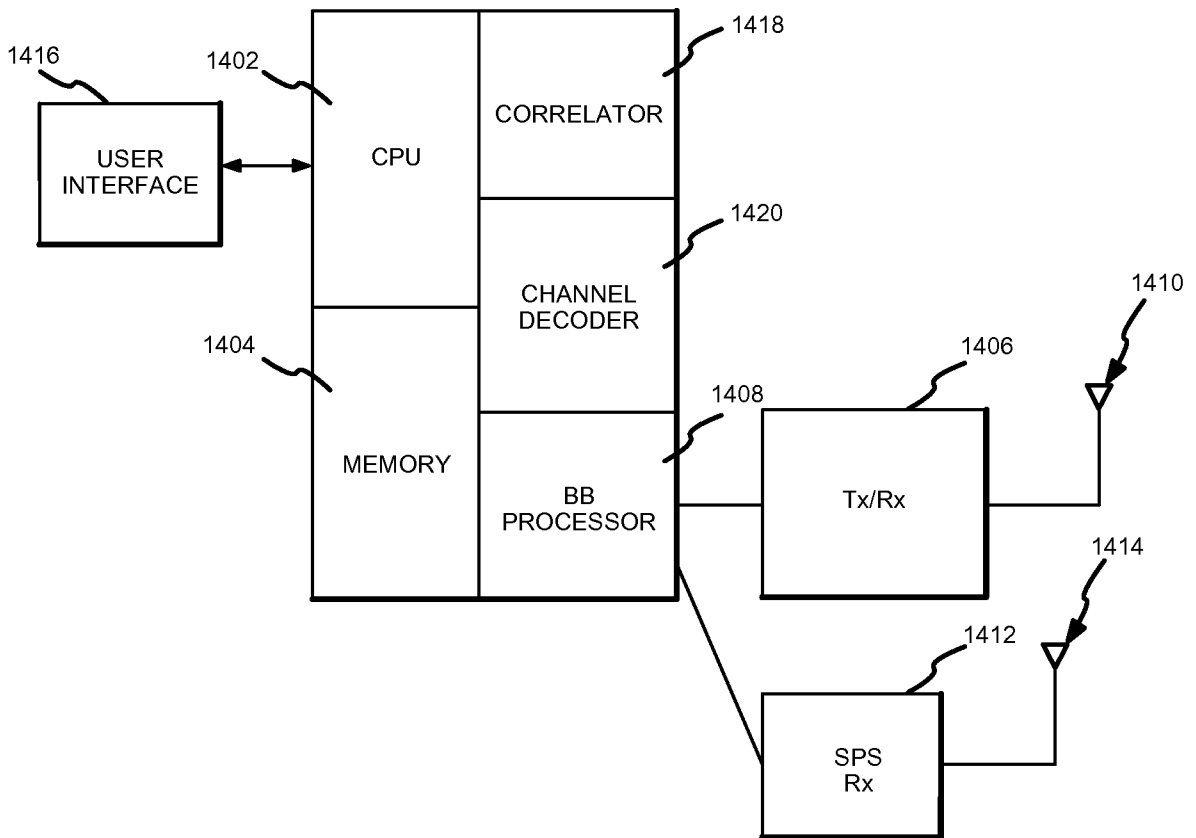 1416
USER
INTERFACE
1402
CPU
1418
CORRELATOR
1420
CHANNEL
DECODER
1404
MEMORY
1408
BB
PROCESSOR
1406
Tx/Rx
1410
1412
SPS
Rx
1414